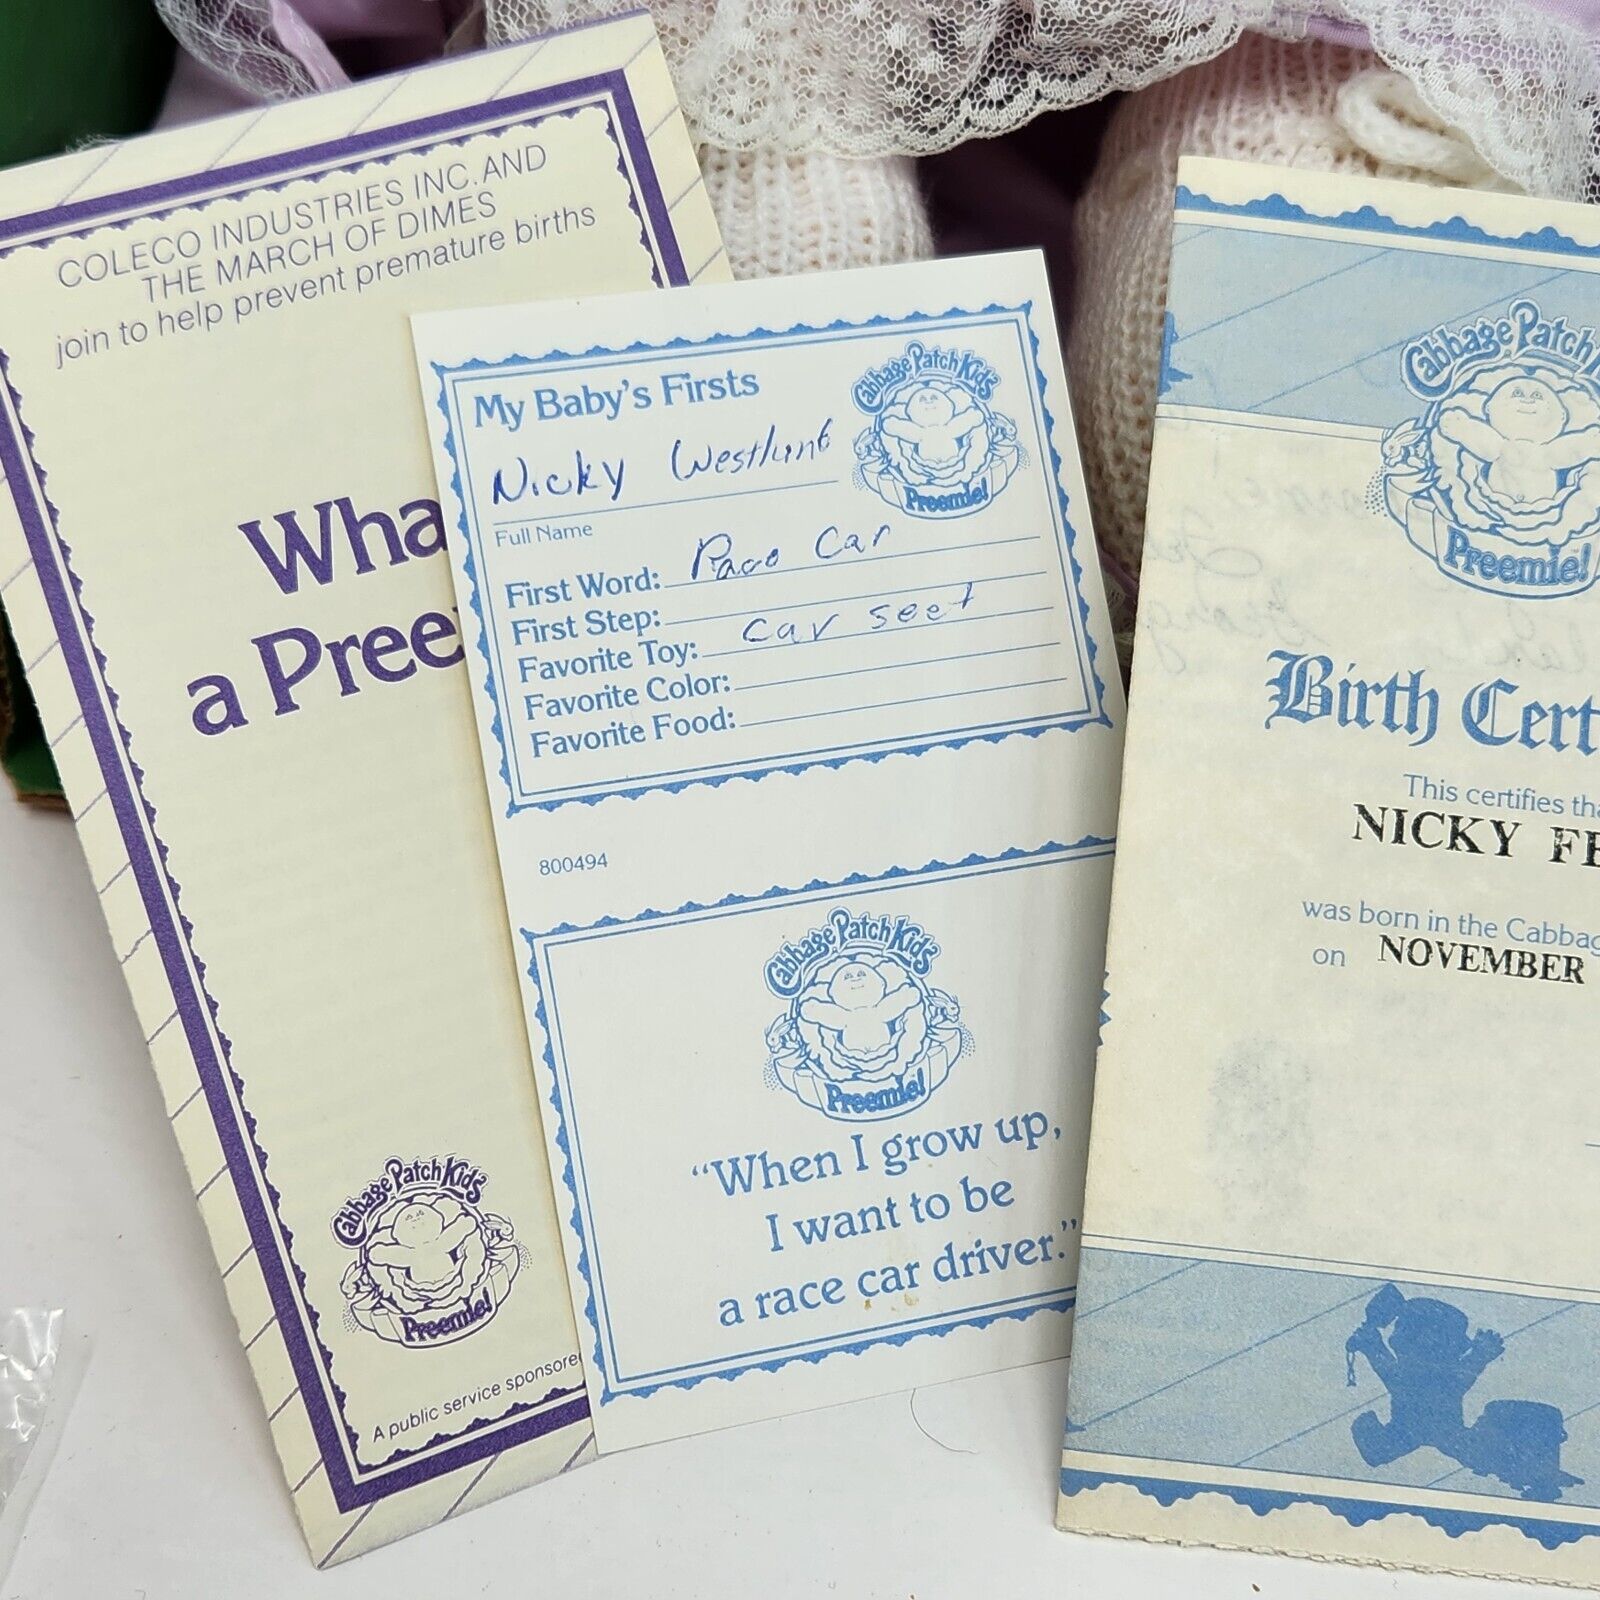 COLECO INDUSTRIES INC. AND
THE MARCH OF DIMES
join to help prevent premature births
Wha
a Pree
Cabbage Patch Kids
Preemie!
A public service sponsore
My Baby's Firsts
Cabbage Patch Kids
Preemie!
Nicky
Full Name
First Word: Race Car
First Step:
Favorite Toy: car seet
Favorite Color:
Favorite Food:
800494
Cabbage Patch Kids
Preemie!
"When I grow up,
I want to be
a race car driver."
Cabbage Patch K
Preemie!
Birth Cert
This certifies tha
NICKY FE
was born in the Cabbag
on NOVEMBER